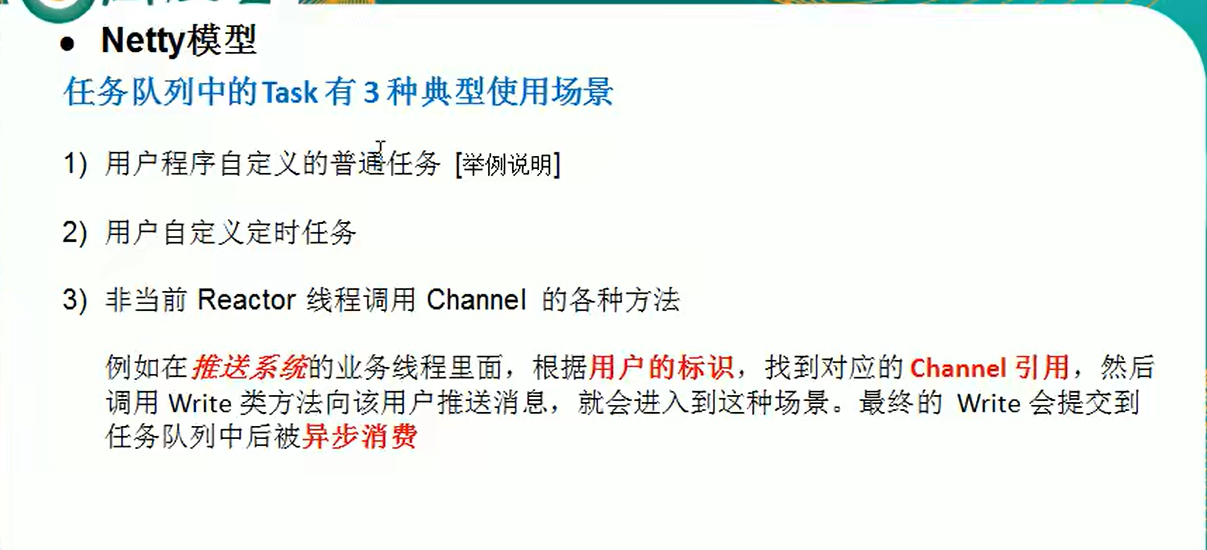 ● Netty模型
任务队列中的Task 有 3 种典型使用场景
1) 用户程序自定义的普通任务 [举例说明]
2) 用户自定义定时任务
3) 非当前 Reactor 线程调用 Channel 的各种方法
例如在推送系统的业务线程里面，根据用户的标识，找到对应的 Channel 引用，然后
调用 Write 类方法向该用户推送消息，就会进入到这种场景。最终的 Write 会提交到
任务队列中后被异步消费